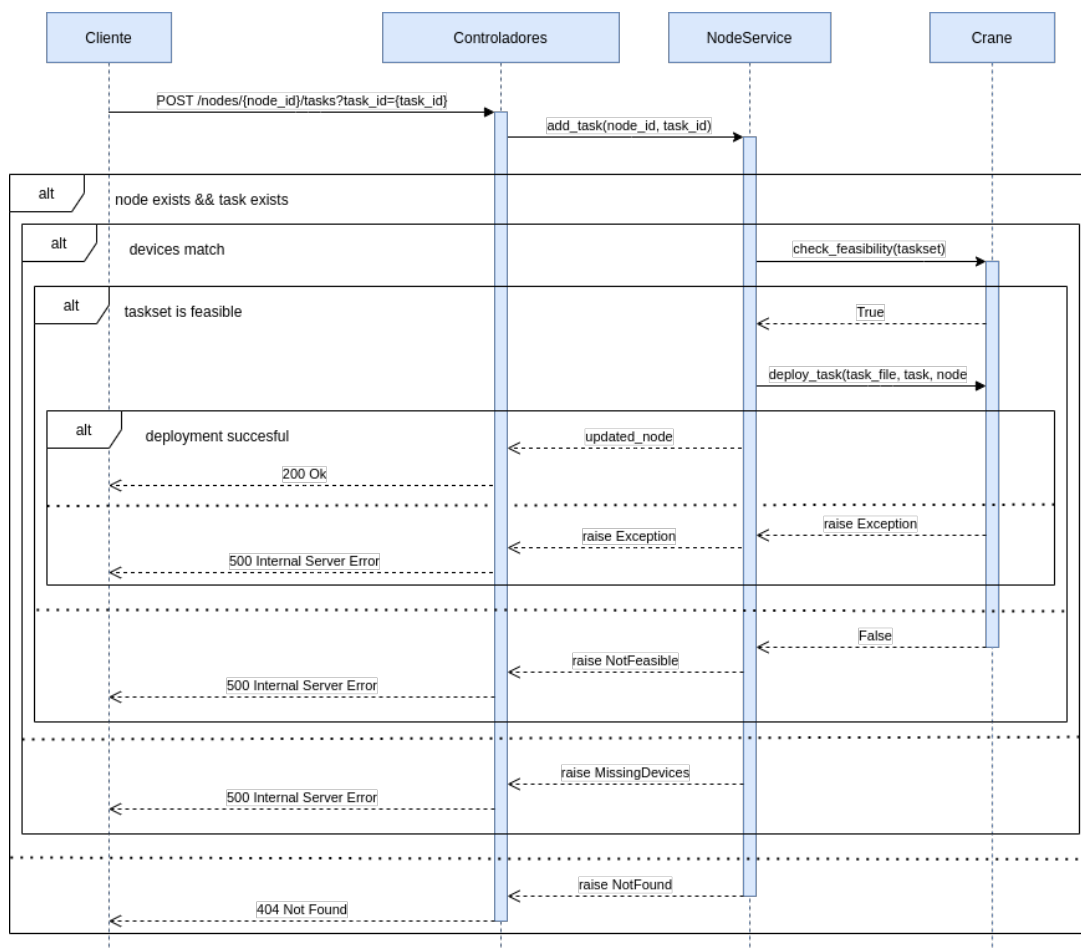 Cliente
Controladores
NodeService
Crane
POST /nodes/{node_id}/tasks?task_id={task_id}
add_task(node_id, task_id)
alt
node exists && task exists
alt
devices match
check_feasibility(taskset)
alt
taskset is feasible
True
deploy_task(task_file, task, node
alt
deployment succesful
updated_node
200 Ok
raise Exception
raise Exception
500 Internal Server Error
False
raise NotFeasible
500 Internal Server Error
raise MissingDevices
500 Internal Server Error
raise NotFound
404 Not Found